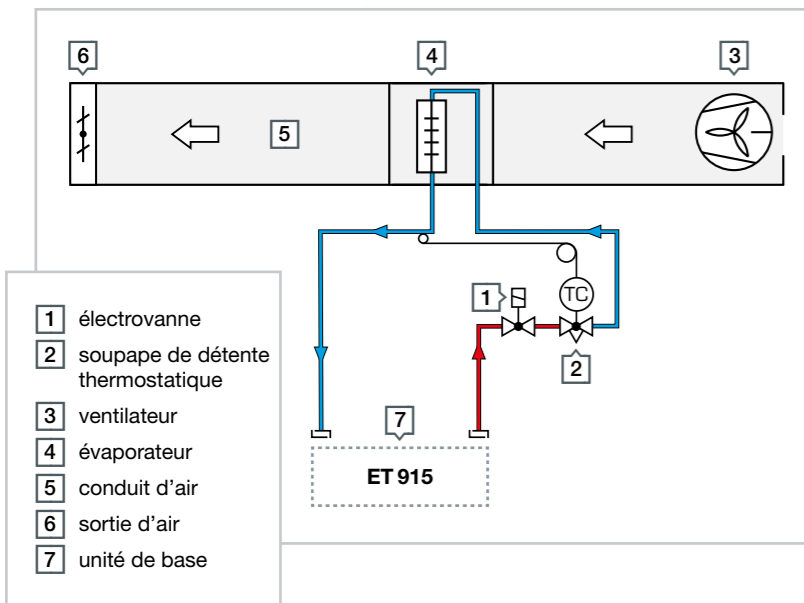 6
4
3
5
1
TC
2
7
ET 915
1 électrovanne
2 soupape de détente
thermostatique
3 ventilateur
4 évaporateur
5 conduit d'air
6 sortie d'air
7 unité de base